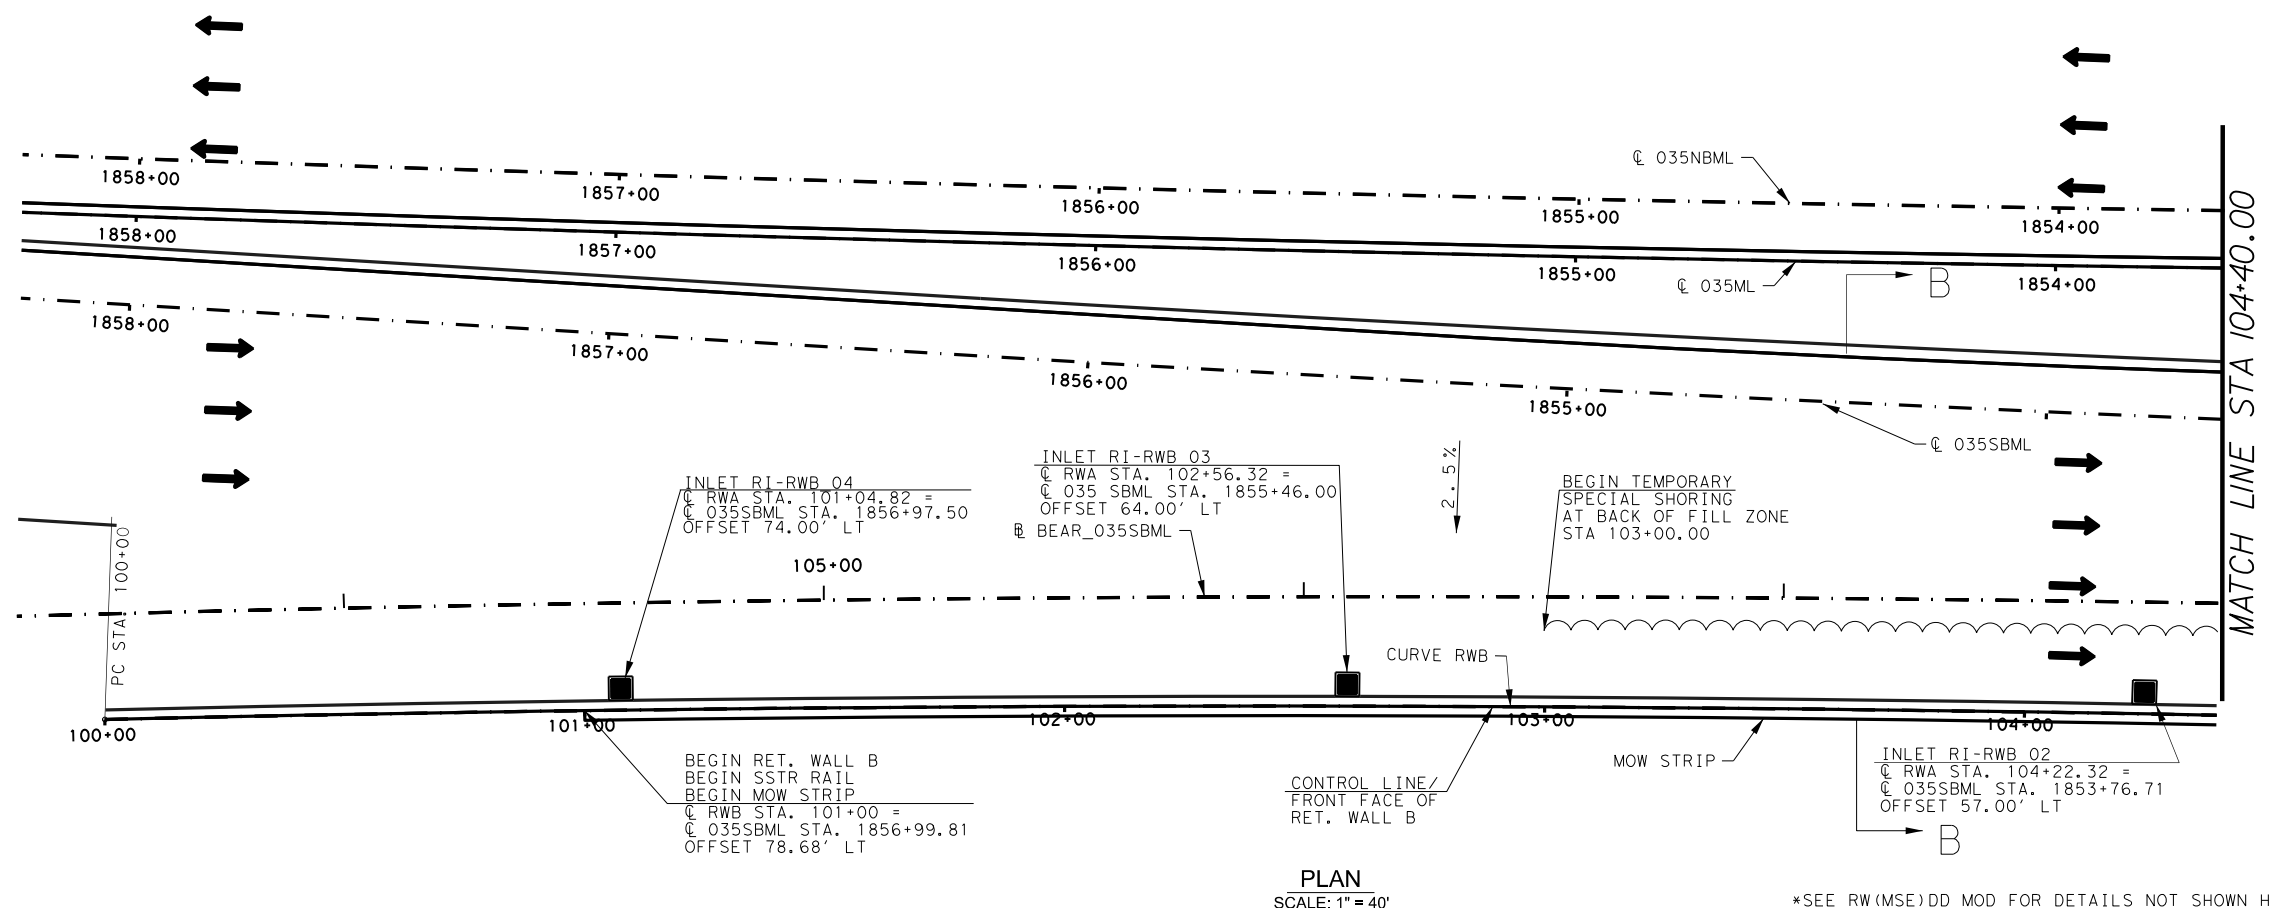 ℄ 035NBML
1858+00
1857+00
1856+00
1855+00
1854+00
1858+00
1857+00
1856+00
1855+00
1854+00
℄ 035ML
B
1858+00
1857+00
1856+00
1855+00
℄ 035SBML
MATCH LINE STA 104+40.00
INLET RI-RWB 04
℄ RWA STA. 101+04.82 =
℄ 035SBML STA. 1856+97.50
OFFSET 74.00' LT
INLET RI-RWB 03
℄ RWA STA. 102+56.32 =
℄ 035 SBML STA. 1855+46.00
OFFSET 64.00' LT
BL BEAR_035SBML
2.5%
BEGIN TEMPORARY
SPECIAL SHORING
AT BACK OF FILL ZONE
STA 103+00.00
105+00
PC STA. 100+00
CURVE RWB
100+00
101+00
102+00
103+00
104+00
BEGIN RET. WALL B
BEGIN SSTR RAIL
BEGIN MOW STRIP
℄ RWB STA. 101+00 =
℄ 035SBML STA. 1856+99.81
OFFSET 78.68' LT
CONTROL LINE/
FRONT FACE OF
RET. WALL B
MOW STRIP
INLET RI-RWB 02
℄ RWA STA. 104+22.32 =
℄ 035SBML STA. 1853+76.71
OFFSET 57.00' LT
B
PLAN
SCALE: 1" = 40'
*SEE RW(MSE)DD MOD FOR DETAILS NOT SHOWN H